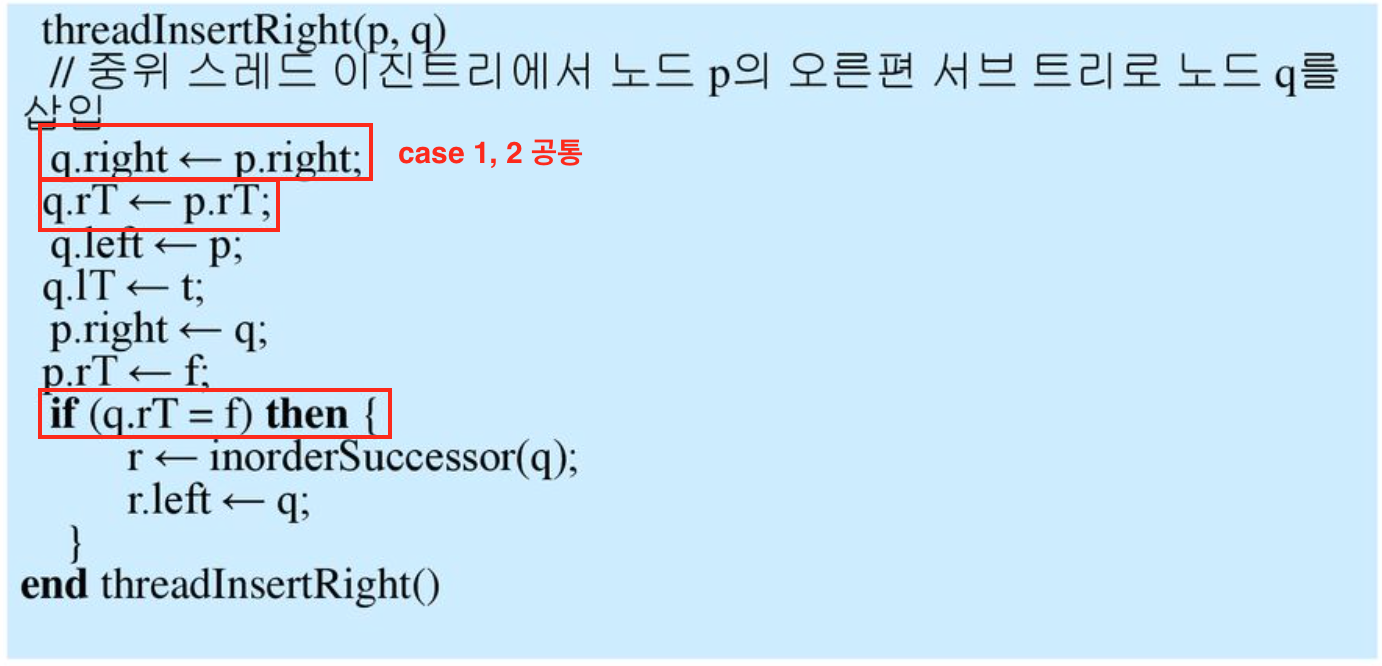 threadInsertRight(p, q)
// 중위 스레드 이진트리에서 노드 p의 오른편 서브 트리로 노드 q를
삽입
q.right ← p.right;
case 1, 2 공통
q.rT ← p.rT;
q.left ← p;
q.lT ← t;
p.right ← q;
p.rT ← f;
if (q.rT = f) then {
r ← inorderSuccessor(q);
r.left ← q;
}
end threadInsertRight()